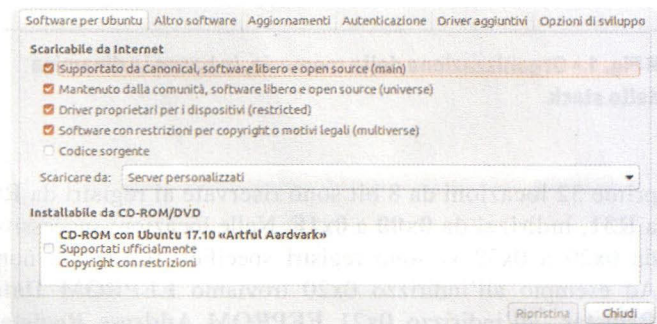 Software per Ubuntu Altro software Aggiornamenti Autenticazione Driver aggiuntivi Opzioni di sviluppo
Scaricabile da Internet
Supportato da Canonical, software libero e open source (main)
Mantenuto dalla comunità, software libero e open source (universe)
Driver proprietari per i dispositivi (restricted)
Software con restrizioni per copyright o motivi legali (multiverse)
Codice sorgente
Scaricare da: Server personalizzati
Installabile da CD-ROM/DVD
CD-ROM con Ubuntu 17.10 «Artful Aardvark»
Supportati ufficialmente
Copyright con restrizioni
Ripristina Chiudi